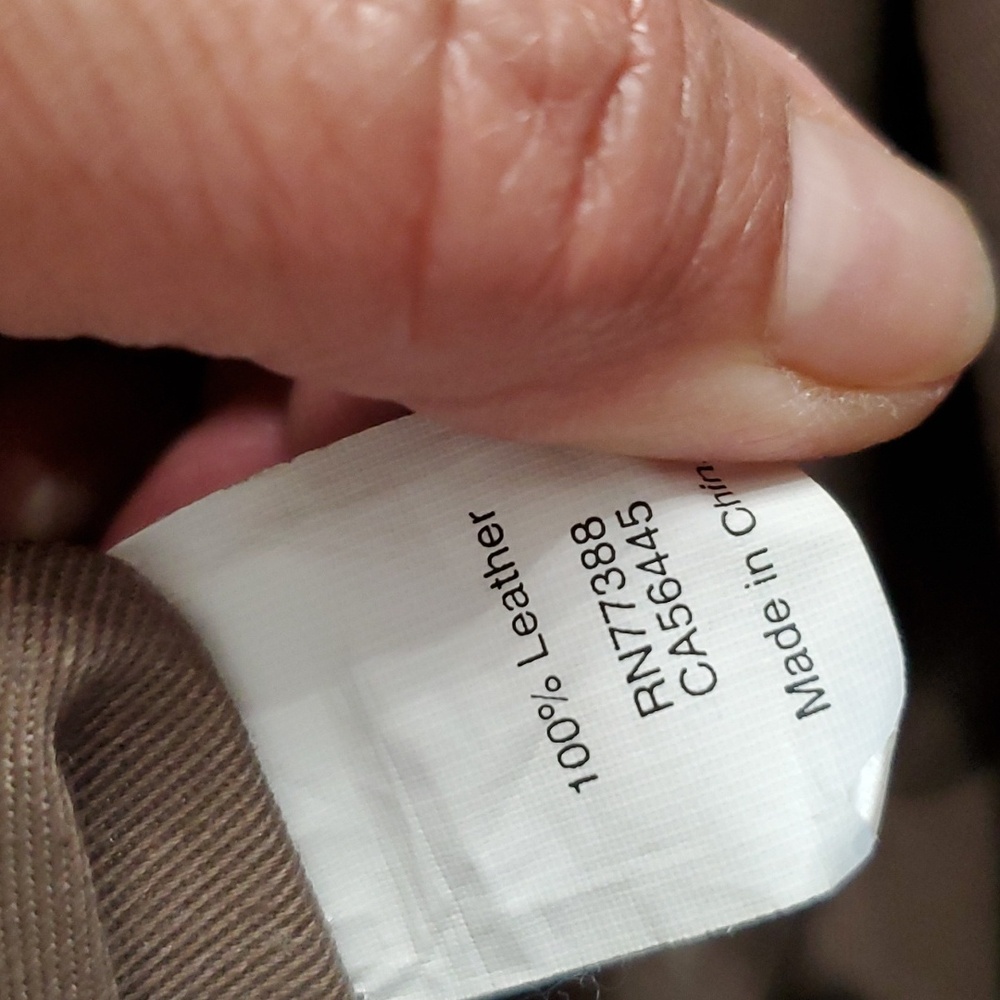 100% Leather
RN77388
CA56445
Made in Chin